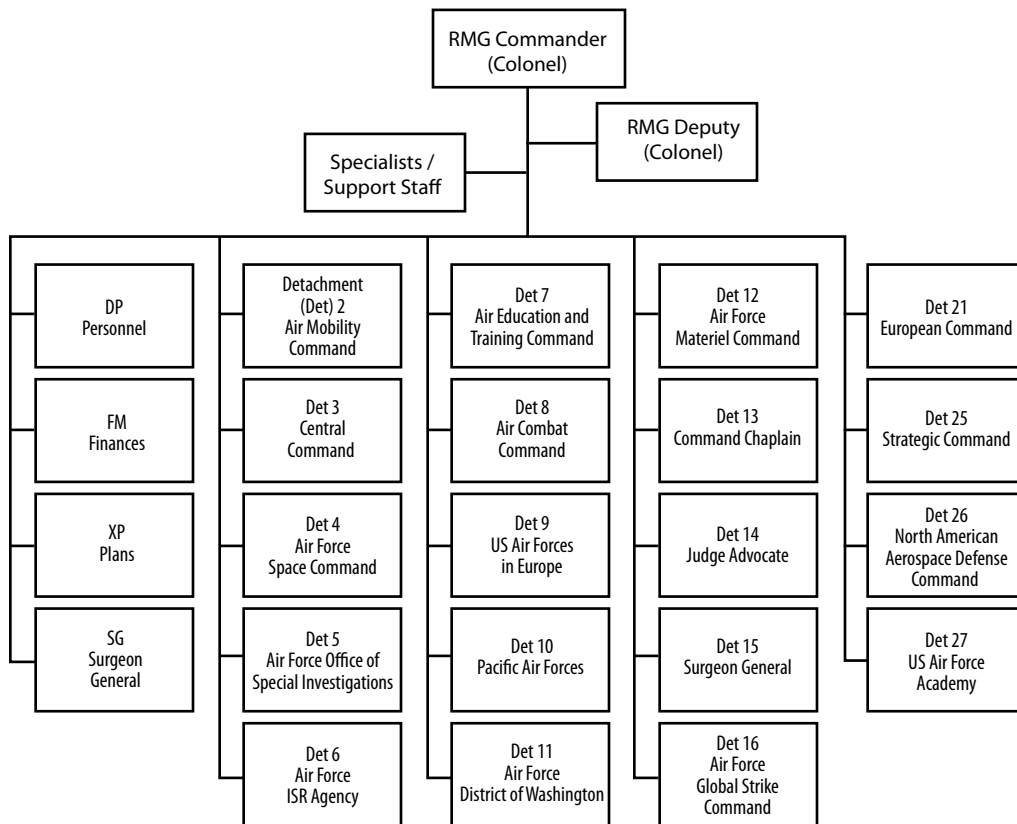 RMG Commander
(Colonel)
RMG Deputy
(Colonel)
Specialists /
Support Staff
DP
Personnel
FM
Finances
XP
Plans
SG
Surgeon
General
Detachment
(Det) 2
Air Mobility
Command
Det 3
Central
Command
Det 4
Air Force
Space Command
Det 5
Air Force Office of
Special Investigations
Det 6
Air Force
ISR Agency
Det 7
Air Education and
Training Command
Det 8
Air Combat
Command
Det 9
US Air Forces
in Europe
Det 10
Pacific Air Forces
Det 11
Air Force
District of Washington
Det 12
Air Force
Materiel Command
Det 13
Command Chaplain
Det 14
Judge Advocate
Det 15
Surgeon General
Det 16
Air Force
Global Strike
Command
Det 21
European Command
Det 25
Strategic Command
Det 26
North American
Aerospace Defense
Command
Det 27
US Air Force
Academy